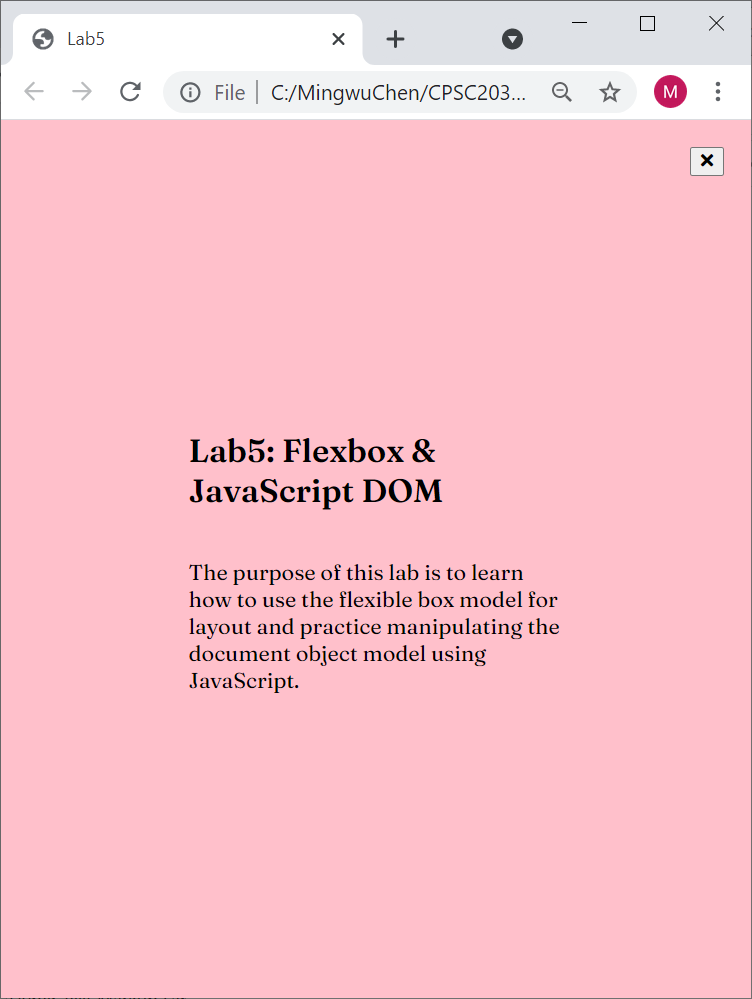 Lab5
File C:/MingwuChen/CPSC203...
M
Lab5: Flexbox &
JavaScript DOM
The purpose of this lab is to learn
how to use the flexible box model for
layout and practice manipulating the
document object model using
JavaScript.